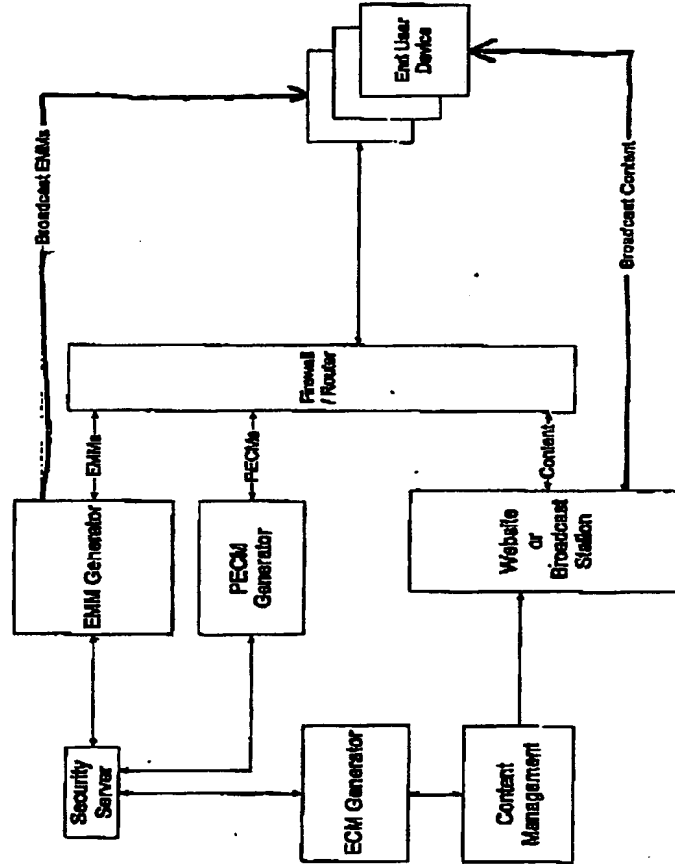 Security
Server
EMM Generator
EMMs
Broadcast EMMs
PECM
Generator
PECMs
Firewall
/ Router
End User
Device
ECM Generator
Content
Management
Website
or
Broadcast
Station
Content
Broadcast Content